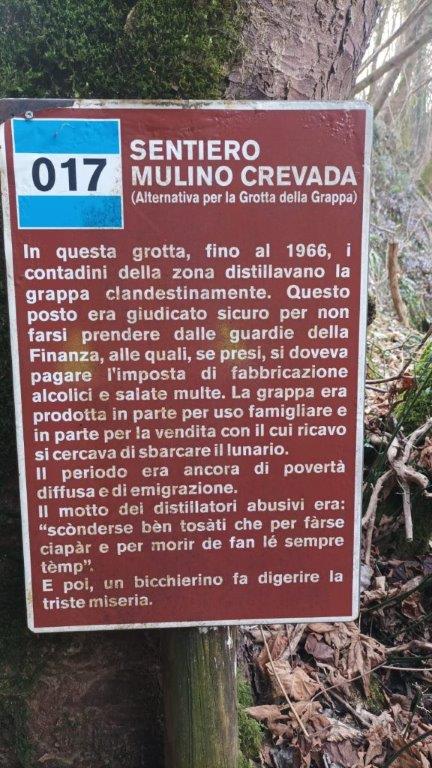 017
SENTIERO
MULINO CREVADA
(Alternativa per la Grotta della Grappa)
In questa grotta, fino al 1966, i
contadini della zona distillavano la
grappa clandestinamente. Questo
posto era giudicato sicuro per non
farsi prendere dalle guardie della
Finanza, alle quali, se presi, si doveva
pagare l'imposta di fabbricazione
alcolici e salate multe. La grappa era
prodotta in parte per uso famigliare e
in parte per la vendita con il cui ricavo
si cercava di sbarcare il lunario.
Il periodo era ancora di povertà
diffusa e di emigrazione.
Il motto dei distillatori abusivi era:
“scònderse bèn tosàti che per fàrse
ciapàr e per morir de fan lé sempre
tèmp”.
E poi, un bicchierino fa digerire la
triste miseria.